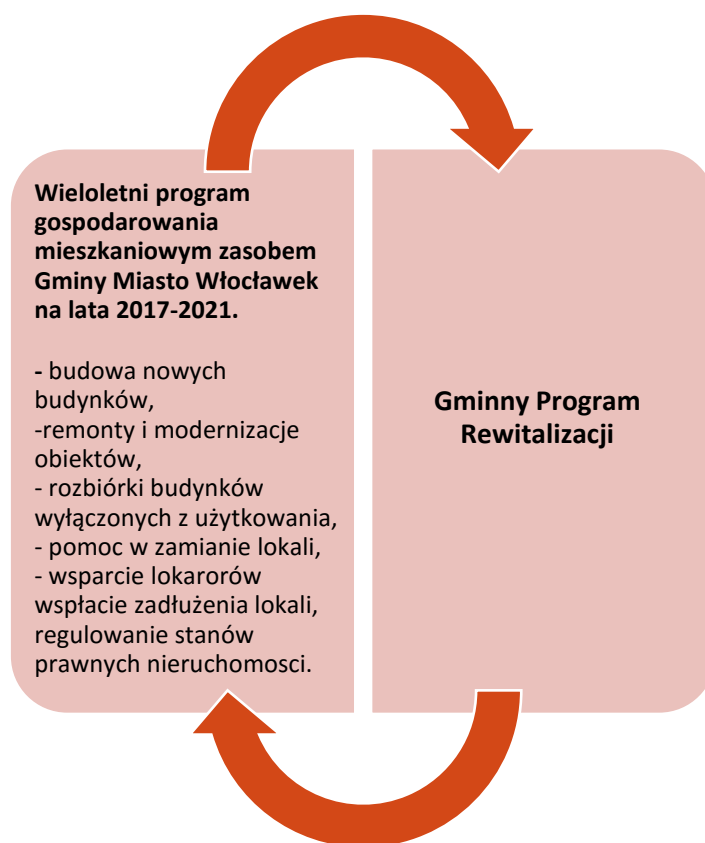 Wieloletni program
gospodarowania
mieszkaniowym zasobem
Gminy Miasto Włocławek
na lata 2017-2021.
- budowa nowych
budynków,
-remonty i modernizacje
obiektów,
- rozbiórki budynków
wyłączonych z użytkowania,
- pomoc w zamianie lokali,
- wsparcie lokarorów
wspłacie zadłużenia lokali,
regulowanie stanów
prawnych nieruchomosci.
Gminny Program
Rewitalizacji